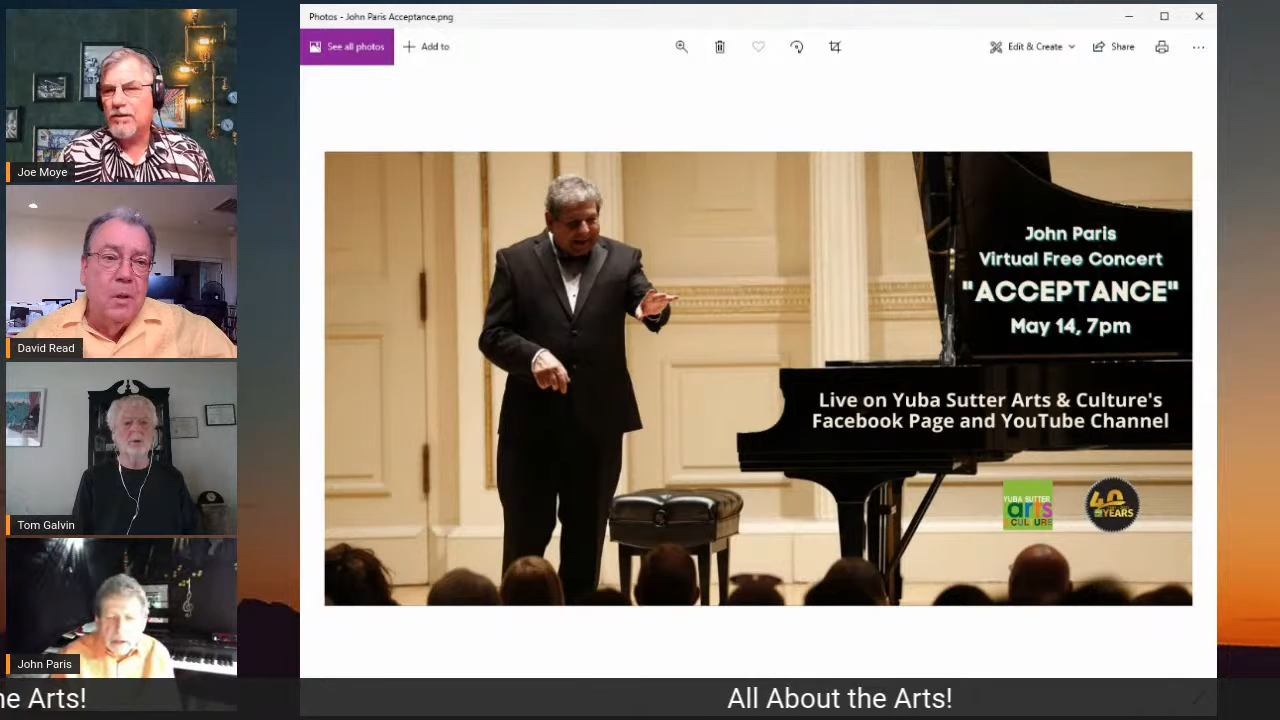 Joe Moye
David Read
Tom Galvin
John Paris
Photos - John Paris Acceptance.png
See all photos
Add to
Edit & Create
Share
John Paris
Virtual Free Concert
"ACCEPTANCE"
May 14, 7pm
Live on Yuba Sutter Arts & Culture's
Facebook Page and YouTube Channel
YUBA SUTTER
arts
CULTURE
40
YEARS
he Arts!
All About the Arts!